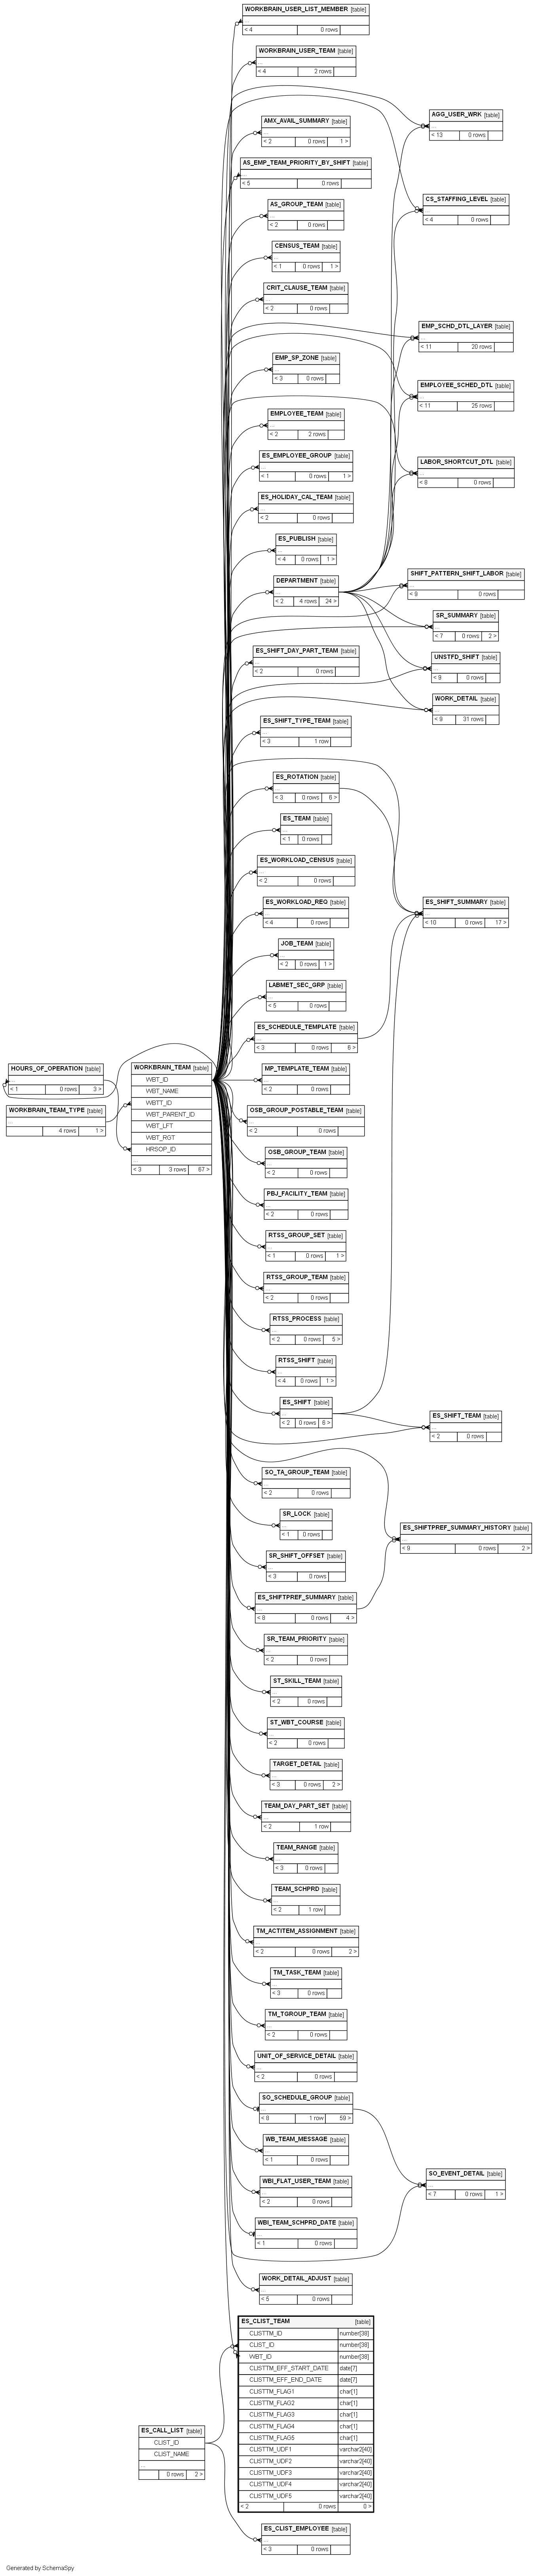 WORKBRAIN_USER_LIST_MEMBER [table]
...
< 4 0 rows
WORKBRAIN_USER_TEAM [table]
...
< 4 2 rows
AMX_AVAIL_SUMMARY [table]
...
< 2 0 rows 1 >
AS_EMP_TEAM_PRIORITY_BY_SHIFT [table]
...
< 5 0 rows
AS_GROUP_TEAM [table]
...
< 2 0 rows
CENSUS_TEAM [table]
...
< 1 0 rows 1 >
CRIT_CLAUSE_TEAM [table]
...
< 2 0 rows
EMP_SP_ZONE [table]
...
< 3 0 rows
EMPLOYEE_TEAM [table]
...
< 2 2 rows
ES_EMPLOYEE_GROUP [table]
...
< 1 0 rows 1 >
ES_HOLIDAY_CAL_TEAM [table]
...
< 2 0 rows
ES_PUBLISH [table]
...
< 4 0 rows 1 >
DEPARTMENT [table]
...
< 2 4 rows 24 >
ES_SHIFT_DAY_PART_TEAM [table]
...
< 2 0 rows
ES_SHIFT_TYPE_TEAM [table]
...
< 3 1 row
ES_ROTATION [table]
...
< 3 0 rows 6 >
ES_TEAM [table]
...
< 1 0 rows
ES_WORKLOAD_CENSUS [table]
...
< 2 0 rows
ES_WORKLOAD_REQ [table]
...
< 4 0 rows
JOB_TEAM [table]
...
< 2 0 rows 1 >
LABMET_SEC_GRP [table]
...
< 5 0 rows
ES_SCHEDULE_TEMPLATE [table]
...
< 3 0 rows 6 >
MP_TEMPLATE_TEAM [table]
...
< 2 0 rows
OSB_GROUP_POSTABLE_TEAM [table]
...
< 2 0 rows
OSB_GROUP_TEAM [table]
...
< 2 0 rows
PBJ_FACILITY_TEAM [table]
...
< 2 0 rows
RTSS_GROUP_SET [table]
...
< 1 0 rows 1 >
RTSS_GROUP_TEAM [table]
...
< 2 0 rows
RTSS_PROCESS [table]
...
< 2 0 rows 5 >
RTSS_SHIFT [table]
...
< 4 0 rows 1 >
ES_SHIFT [table]
...
< 2 0 rows 6 >
SO_TA_GROUP_TEAM [table]
...
< 2 0 rows
SR_LOCK [table]
...
< 1 0 rows
SR_SHIFT_OFFSET [table]
...
< 3 0 rows
ES_SHIFTPREF_SUMMARY [table]
...
< 8 0 rows 4 >
SR_TEAM_PRIORITY [table]
...
< 2 0 rows
ST_SKILL_TEAM [table]
...
< 2 0 rows
ST_WBT_COURSE [table]
...
< 2 0 rows
TARGET_DETAIL [table]
...
< 3 0 rows 2 >
TEAM_DAY_PART_SET [table]
...
< 2 1 row
TEAM_RANGE [table]
...
< 3 0 rows
TEAM_SCHPRD [table]
...
< 2 1 row
TM_ACTITEM_ASSIGNMENT [table]
...
< 2 0 rows 2 >
TM_TASK_TEAM [table]
...
< 3 0 rows
TM_TGROUP_TEAM [table]
...
< 2 0 rows
UNIT_OF_SERVICE_DETAIL [table]
...
< 2 0 rows
SO_SCHEDULE_GROUP [table]
...
< 8 1 row 59 >
WB_TEAM_MESSAGE [table]
...
< 1 0 rows
WBI_FLAT_USER_TEAM [table]
...
< 2 0 rows
WBI_TEAM_SCHPRD_DATE [table]
...
< 1 0 rows
WORK_DETAIL_ADJUST [table]
...
< 5 0 rows
AGG_USER_WRK [table]
...
< 13 0 rows
CS_STAFFING_LEVEL [table]
...
< 4 0 rows
EMP_SCHD_DTL_LAYER [table]
...
< 11 20 rows
EMPLOYEE_SCHED_DTL [table]
...
< 11 25 rows
LABOR_SHORTCUT_DTL [table]
...
< 8 0 rows
SHIFT_PATTERN_SHIFT_LABOR [table]
...
< 9 0 rows
SR_SUMMARY [table]
...
< 7 0 rows 2 >
UNSTFD_SHIFT [table]
...
< 9 0 rows
WORK_DETAIL [table]
...
< 9 31 rows
ES_SHIFT_SUMMARY [table]
...
< 10 0 rows 17 >
ES_SHIFT_TEAM [table]
...
< 2 0 rows
ES_SHIFTPREF_SUMMARY_HISTORY [table]
...
< 9 0 rows 2 >
SO_EVENT_DETAIL [table]
...
< 7 0 rows 1 >
HOURS_OF_OPERATION [table]
...
< 1 0 rows 3 >
WORKBRAIN_TEAM_TYPE [table]
...
4 rows 1 >
WORKBRAIN_TEAM [table]
WBT_ID
WBT_NAME
WBTT_ID
WBT_PARENT_ID
WBT_LFT
WBT_RGT
HRSOP_ID
...
< 3 3 rows 67 >
ES_CLIST_TEAM [table]
CLISTTM_ID number[38]
CLIST_ID number[38]
WBT_ID number[38]
CLISTTM_EFF_START_DATE date[7]
CLISTTM_EFF_END_DATE date[7]
CLISTTM_FLAG1 char[1]
CLISTTM_FLAG2 char[1]
CLISTTM_FLAG3 char[1]
CLISTTM_FLAG4 char[1]
CLISTTM_FLAG5 char[1]
CLISTTM_UDF1 varchar2[40]
CLISTTM_UDF2 varchar2[40]
CLISTTM_UDF3 varchar2[40]
CLISTTM_UDF4 varchar2[40]
CLISTTM_UDF5 varchar2[40]
< 2 0 rows 0 >
ES_CALL_LIST [table]
CLIST_ID
CLIST_NAME
...
0 rows 2 >
ES_CLIST_EMPLOYEE [table]
...
< 3 0 rows
Generated by SchemaSpy